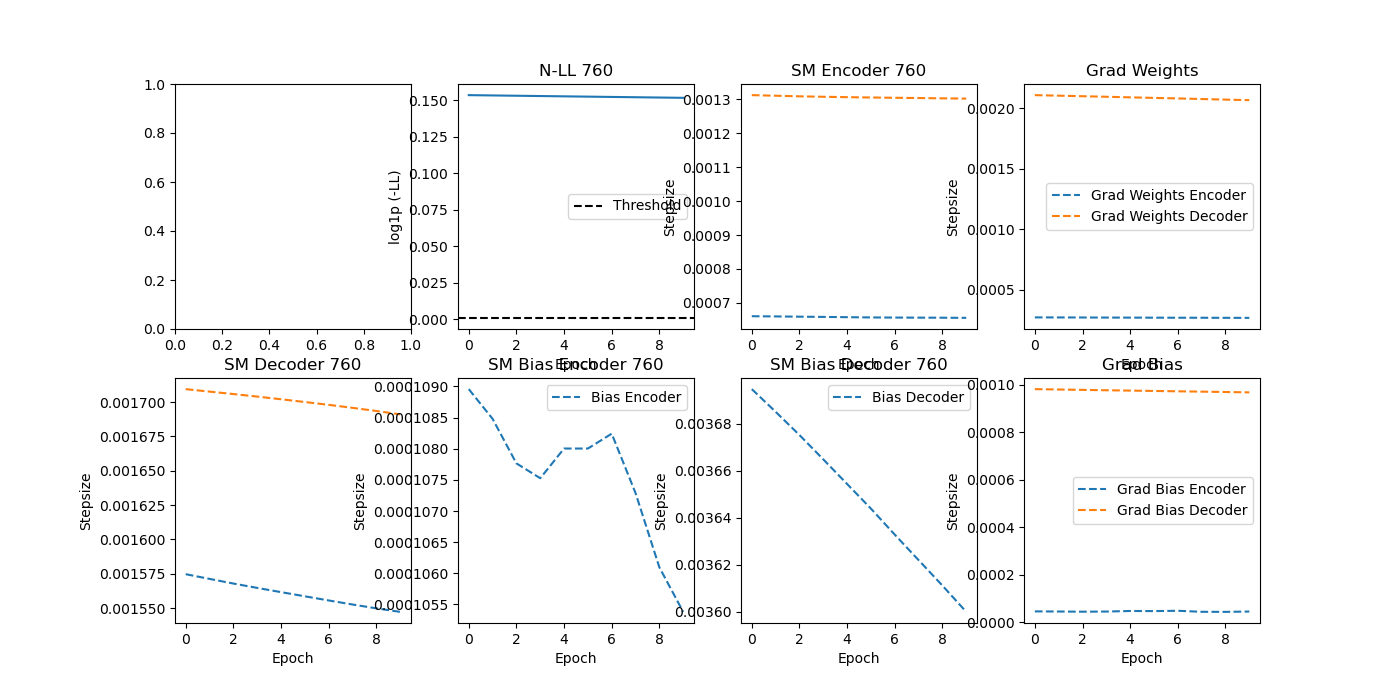 N-LL 760
SM Encoder 760
Grad Weights
1.0
0.8
0.6
0.4
0.2
0.0
0.0 0.2 0.4 0.6 0.8 1.0
log1p (-LL)
0.150
0.125
0.100
0.075
0.050
0.025
0.000
Threshold
0 2 4 6 8
Epoch
Stepsize
0.0013
0.0012
0.0011
0.0010
0.0009
0.0008
0.0007
0 2 4 6 8
Epoch
Stepsize
0.0020
0.0015
0.0010
0.0005
Grad Weights Encoder
Grad Weights Decoder
0 2 4 6 8
Epoch
SM Decoder 760
Stepsize
0.001700
0.001675
0.001650
0.001625
0.001600
0.001575
0.001550
0 2 4 6 8
Epoch
SM Bias Encoder 760
Stepsize
0.0001090
0.0001085
0.0001080
0.0001075
0.0001070
0.0001065
0.0001060
0.0001055
Bias Encoder
0 2 4 6 8
Epoch
SM Bias Decoder 760
Stepsize
0.00368
0.00366
0.00364
0.00362
0.00360
Bias Decoder
0 2 4 6 8
Epoch
Grad Bias
Stepsize
0.0010
0.0008
0.0006
0.0004
0.0002
0.0000
Grad Bias Encoder
Grad Bias Decoder
0 2 4 6 8
Epoch